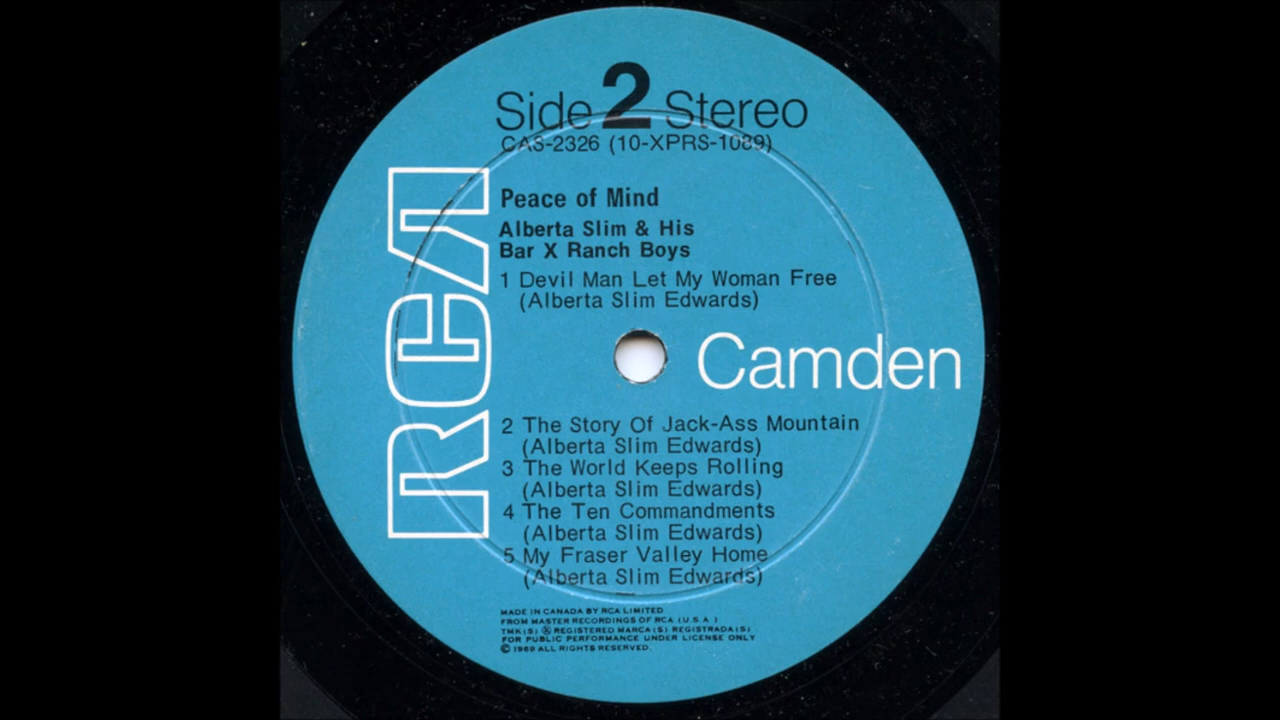 Side 2 Stereo
CAS-2326 (10-XPRS-1089)
RCA
Peace of Mind
Alberta Slim & His
Bar X Ranch Boys
1 Devil Man Let My Woman Free
(Alberta Slim Edwards)
Camden
2 The Story Of Jack-Ass Mountain
(Alberta Slim Edwards)
3 The World Keeps Rolling
(Alberta Slim Edwards)
4 The Ten Commandments
(Alberta Slim Edwards)
5 My Fraser Valley Home
(Alberta Slim Edwards)
MADE IN CANADA BY RCA LIMITED
FROM MASTER RECORDINGS OF RCA (U.S.A.)
TMK(S) ® REGISTERED MARCA(S) REGISTRADA(S)
FOR PUBLIC PERFORMANCE UNDER LICENSE ONLY
© 1969 ALL RIGHTS RESERVED.